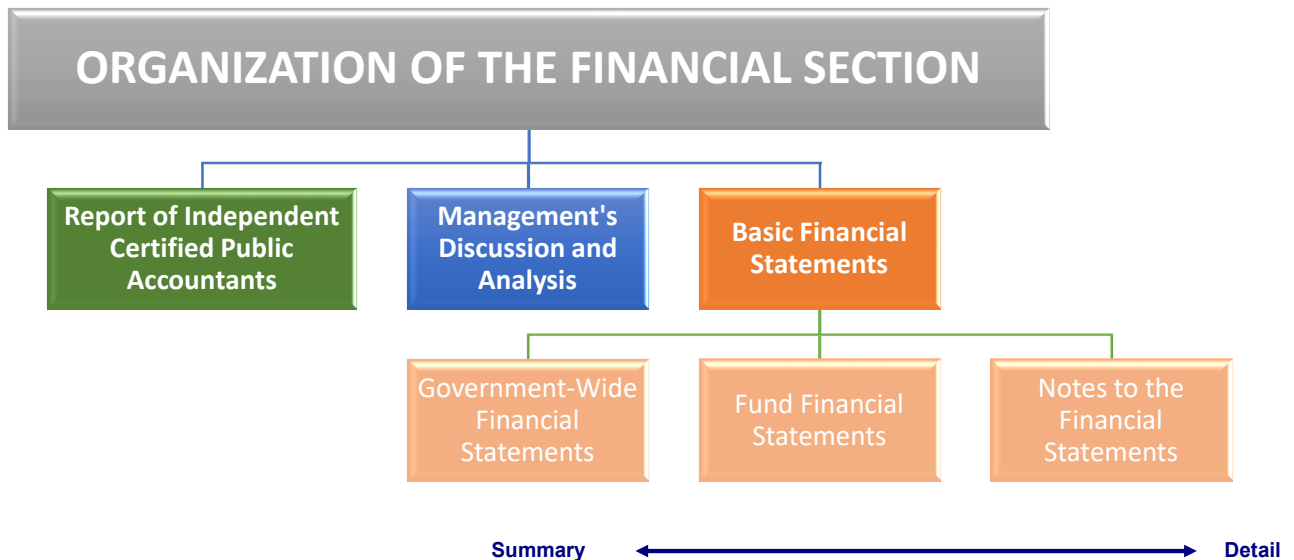 ORGANIZATION OF THE FINANCIAL SECTION
Report of Independent
Certified Public
Accountants
Management's
Discussion and
Analysis
Basic Financial
Statements
Government-Wide
Financial
Statements
Fund Financial
Statements
Notes to the
Financial
Statements
Summary
Detail